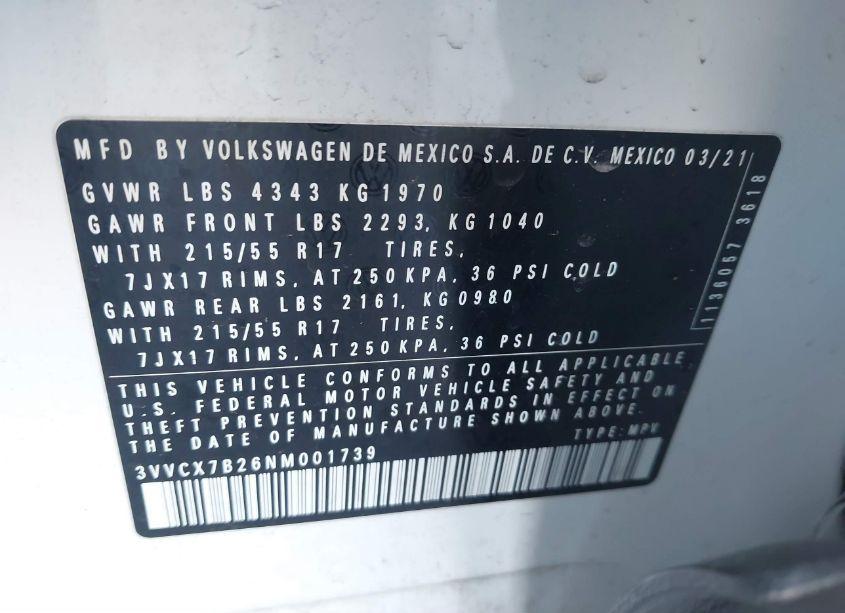 MFD BY VOLKSWAGEN DE MEXICO S.A. DE C.V. MEXICO 03/21
GVWR LBS 4343 KG 1970
GAWR FRONT LBS 2293, KG 1040
WITH 215/55 R17 TIRES,
7JX17 RIMS, AT 250 KPA, 36 PSI COLD
GAWR REAR LBS 2161, KG 0980
WITH 215/55 R17 TIRES,
7JX17 RIMS, AT 250 KPA, 36 PSI COLD
THIS VEHICLE CONFORMS TO ALL APPLICABLE
U.S. FEDERAL MOTOR VEHICLE SAFETY AND
THEFT PREVENTION STANDARDS IN EFFECT ON
THE DATE OF MANUFACTURE SHOWN ABOVE.
TYPE: MPV
3VVCX7B26NM001739
1136057 3618